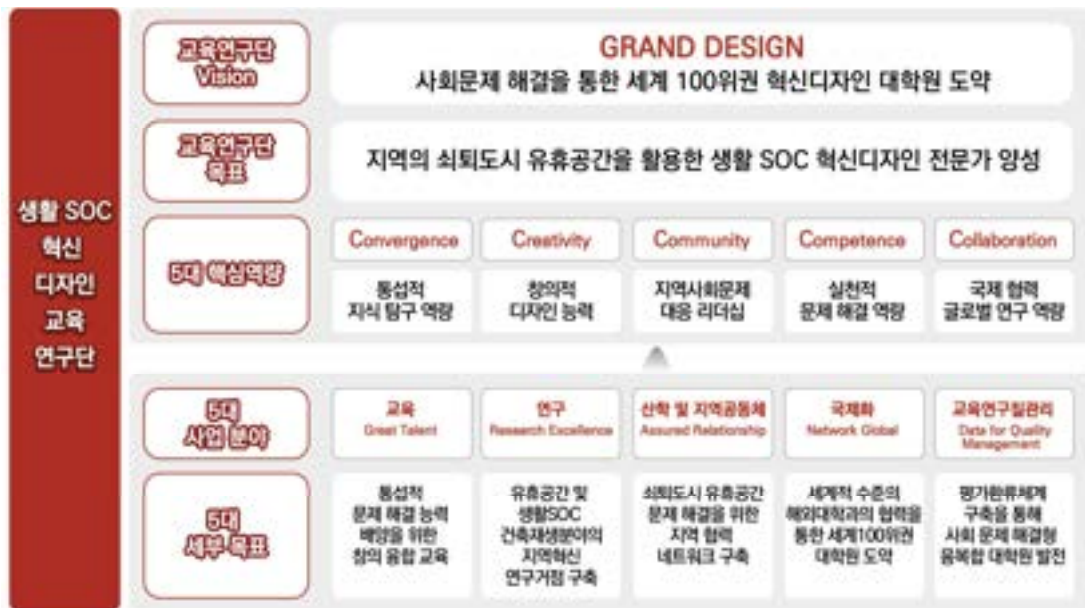 생활 SOC
혁신
디자인
교육
연구단
교육연구단
Vision
GRAND DESIGN
사회문제 해결을 통한 세계 100위권 혁신디자인 대학원 도약
교육연구단
목표
지역의 쇠퇴도시 유휴공간을 활용한 생활 SOC 혁신디자인 전문가 양성
5대 핵심역량
Convergence
통섭적
지식 탐구 역량
Creativity
창의적
디자인 능력
Community
지역사회문제
대응 리더십
Competence
실천적
문제 해결 역량
Collaboration
국제 협력
글로벌 연구 역량
5대
사업 분야
교육
Great Talent
연구
Research Excellence
산학 및 지역공동체
Assured Relationship
국제화
Network Global
교육연구질관리
Data for Quality
Management
5대
세부 목표
통섭적
문제 해결 능력
배양을 위한
창의 융합 교육
유휴공간 및
생활SOC
건축재생분야의
지역혁신
연구거점 구축
쇠퇴도시 유휴공간
문제 해결을 위한
지역 협력
네트워크 구축
세계적 수준의
해외대학과의 협력을
통한 세계100위권
대학원 도약
평가환류체계
구축을 통해
사회 문제 해결형
융복합 대학원 발전